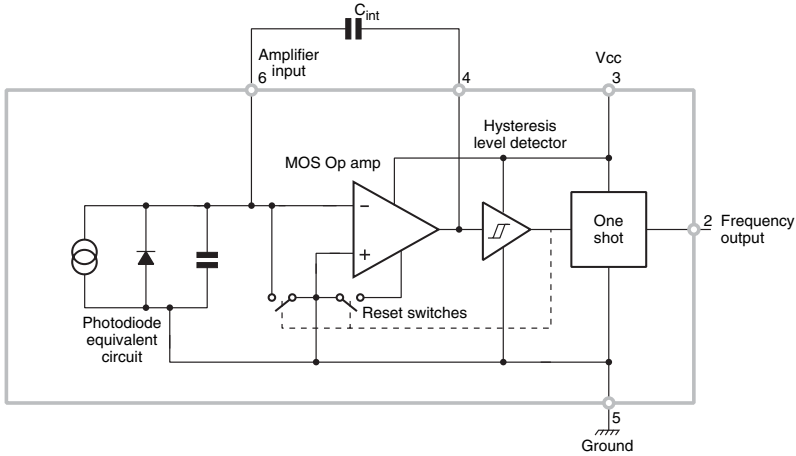 Cint
Amplifier
input
6
4
Vcc
3
Hysteresis
level detector
MOS Op amp
−
+
One
shot
2 Frequency
output
Reset switches
Photodiode
equivalent
circuit
5
Ground